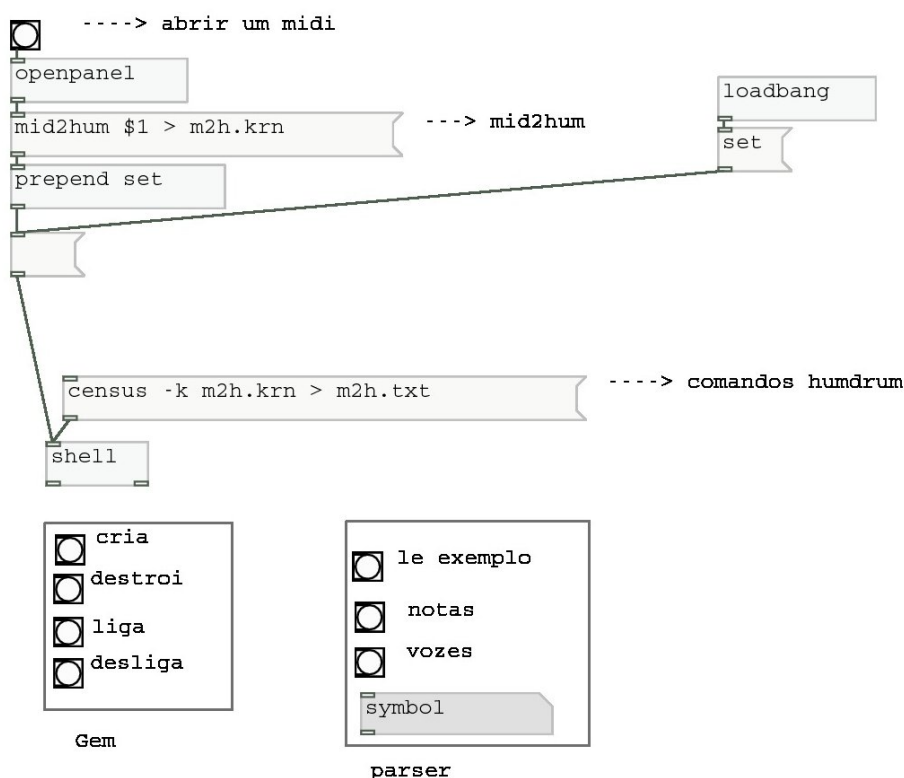 ----> abrir um midi
openpanel
mid2hum $1 > m2h.krn
---> mid2hum
loadbang
set
prepend set
census -k m2h.krn > m2h.txt
----> comandos humdrum
shell
cria
destroi
liga
desliga
Gem
le exemplo
notas
vozes
symbol
parser